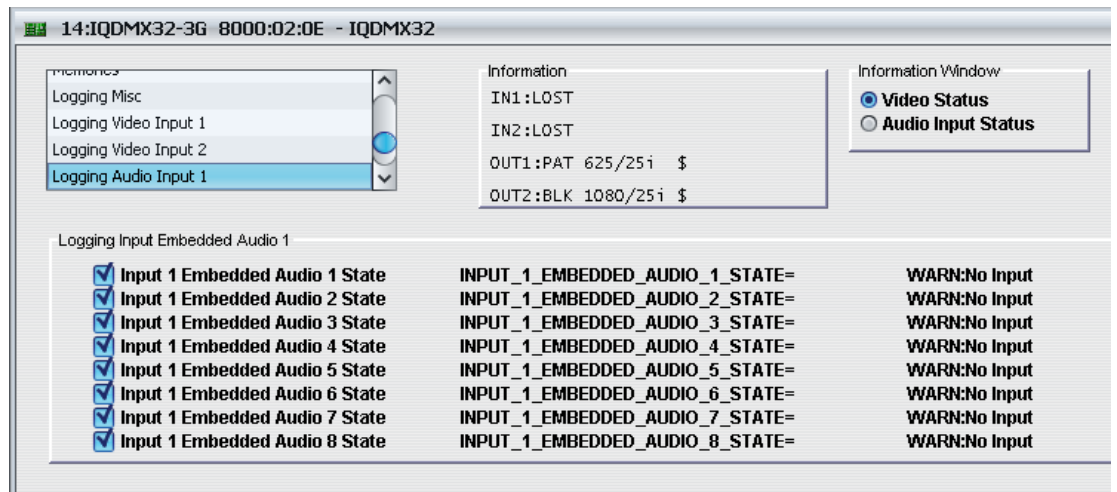 14:IQDMX32-3G 8000:02:0E - IQDMX32
Memories
Logging Misc
Logging Video Input 1
Logging Video Input 2
Logging Audio Input 1
Information
IN1:LOST
IN2:LOST
OUT1:PAT 625/25i $
OUT2:BLK 1080/25i $
Information Window
Video Status
Audio Input Status
Logging Input Embedded Audio 1
Input 1 Embedded Audio 1 State INPUT_1_EMBEDDED_AUDIO_1_STATE= WARN:No Input
Input 1 Embedded Audio 2 State INPUT_1_EMBEDDED_AUDIO_2_STATE= WARN:No Input
Input 1 Embedded Audio 3 State INPUT_1_EMBEDDED_AUDIO_3_STATE= WARN:No Input
Input 1 Embedded Audio 4 State INPUT_1_EMBEDDED_AUDIO_4_STATE= WARN:No Input
Input 1 Embedded Audio 5 State INPUT_1_EMBEDDED_AUDIO_5_STATE= WARN:No Input
Input 1 Embedded Audio 6 State INPUT_1_EMBEDDED_AUDIO_6_STATE= WARN:No Input
Input 1 Embedded Audio 7 State INPUT_1_EMBEDDED_AUDIO_7_STATE= WARN:No Input
Input 1 Embedded Audio 8 State INPUT_1_EMBEDDED_AUDIO_8_STATE= WARN:No Input